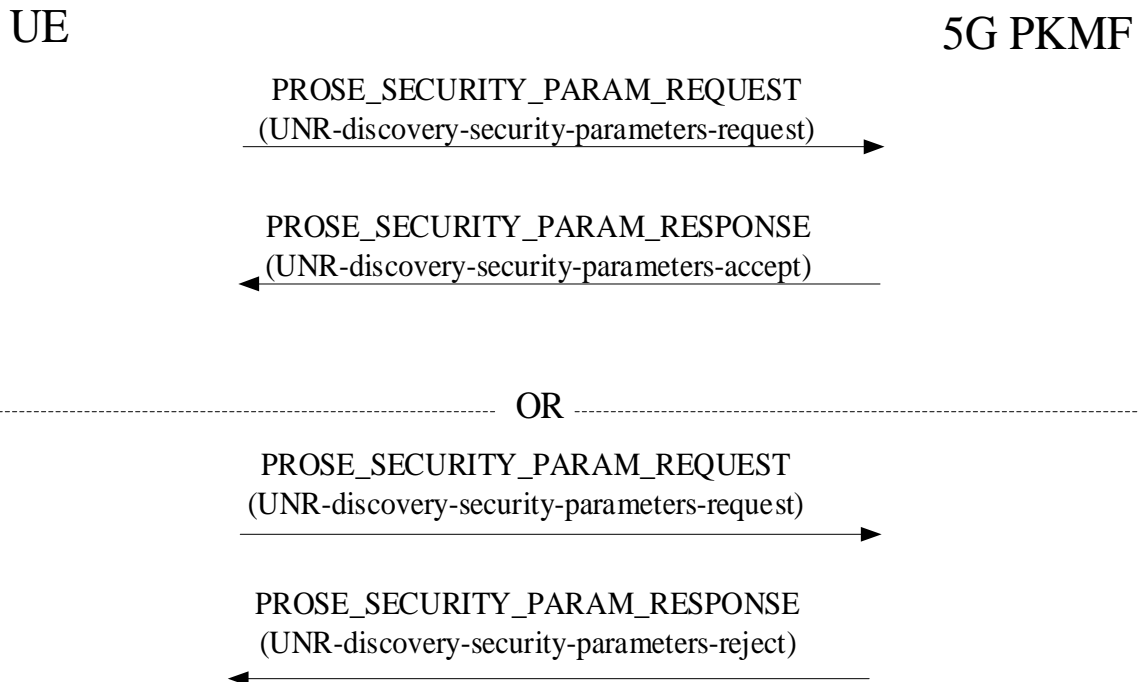 UE
5G PKMF
PROSE_SECURITY_PARAM_REQUEST
(UNR-discovery-security-parameters-request)
PROSE_SECURITY_PARAM_RESPONSE
(UNR-discovery-security-parameters-accept)
OR
PROSE_SECURITY_PARAM_REQUEST
(UNR-discovery-security-parameters-request)
PROSE_SECURITY_PARAM_RESPONSE
(UNR-discovery-security-parameters-reject)